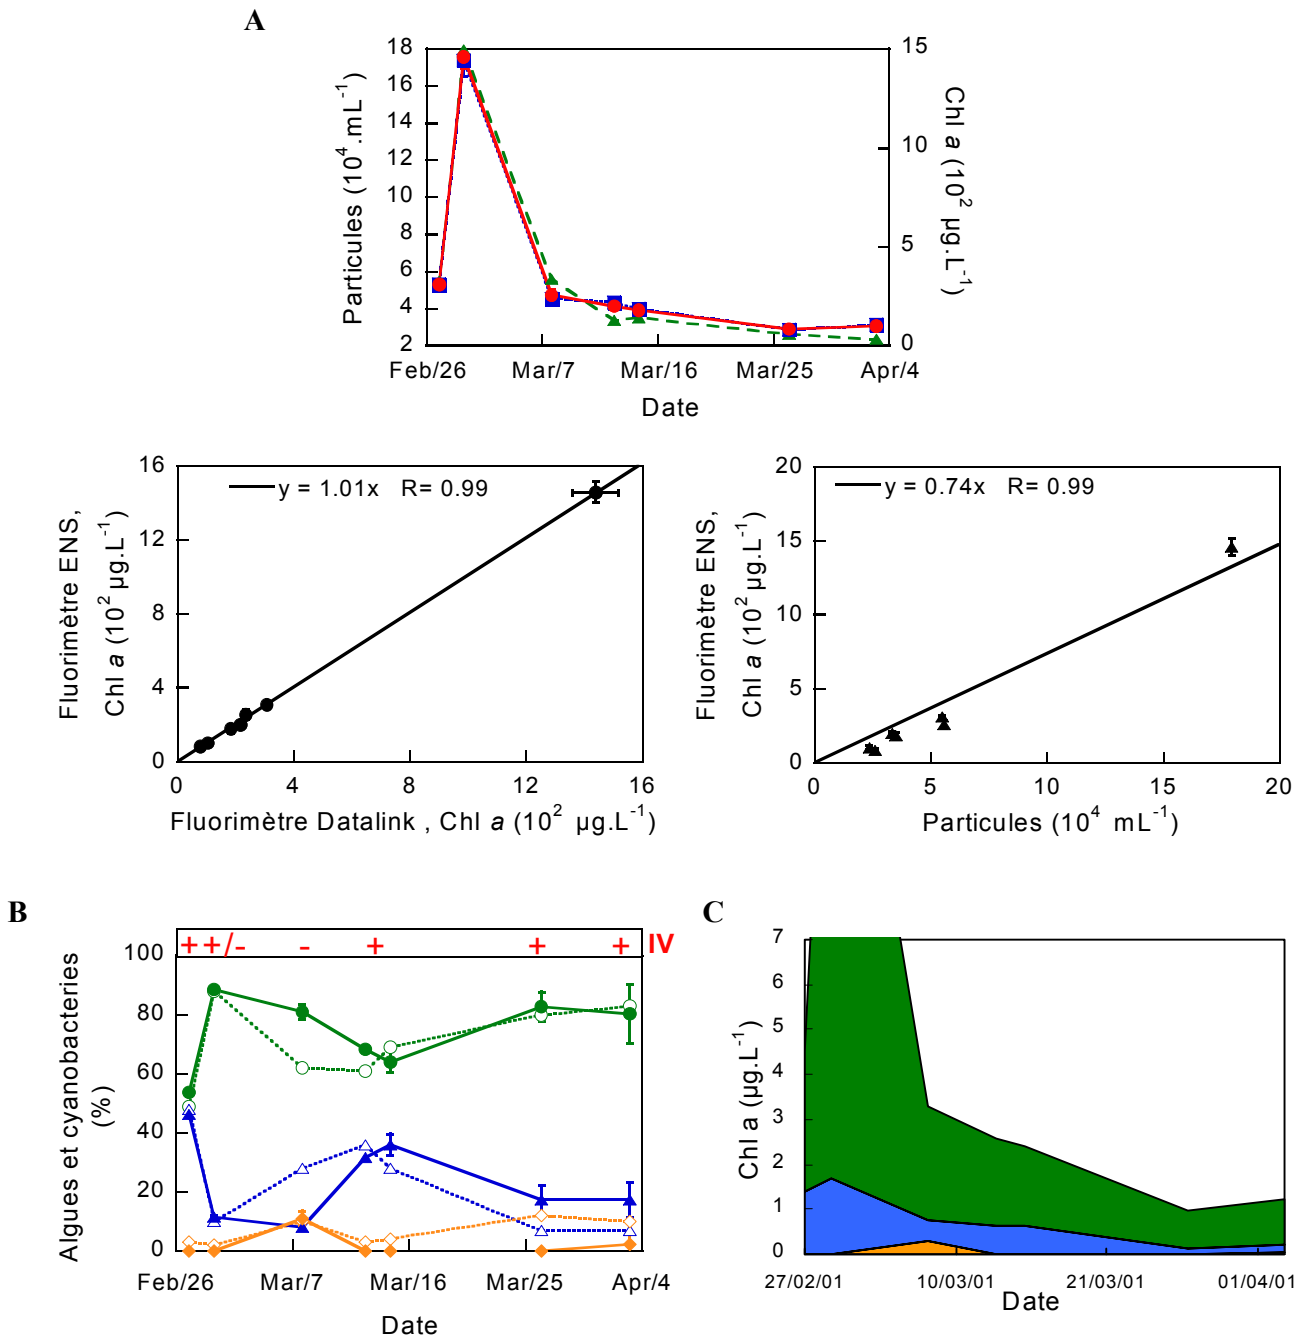 A
18
16
14
12
10
8
6
4
2
Particules (10⁴.mL⁻¹)
15
10
5
0
Chl a (10² µg.L⁻¹)
Feb/26 Mar/7 Mar/16 Mar/25 Apr/4
Date
16
12
8
4
0
Fluorimètre ENS,
Chl a (10² µg.L⁻¹)
y = 1.01x R= 0.99
0 4 8 12 16
Fluorimètre Datalink , Chl a (10² µg.L⁻¹)
20
15
10
5
0
Fluorimètre ENS,
Chl a (10² µg.L⁻¹)
y = 0.74x R= 0.99
0 5 10 15 20
Particules (10⁴ mL⁻¹)
B
+ +/- - + + + IV
100
80
60
40
20
0
Algues et cyanobacteries
(%)
Feb/26 Mar/7 Mar/16 Mar/25 Apr/4
Date
C
7
6
5
4
3
2
1
0
Chl a (µg.L⁻¹)
27/02/01 10/03/01 21/03/01 01/04/01
Date